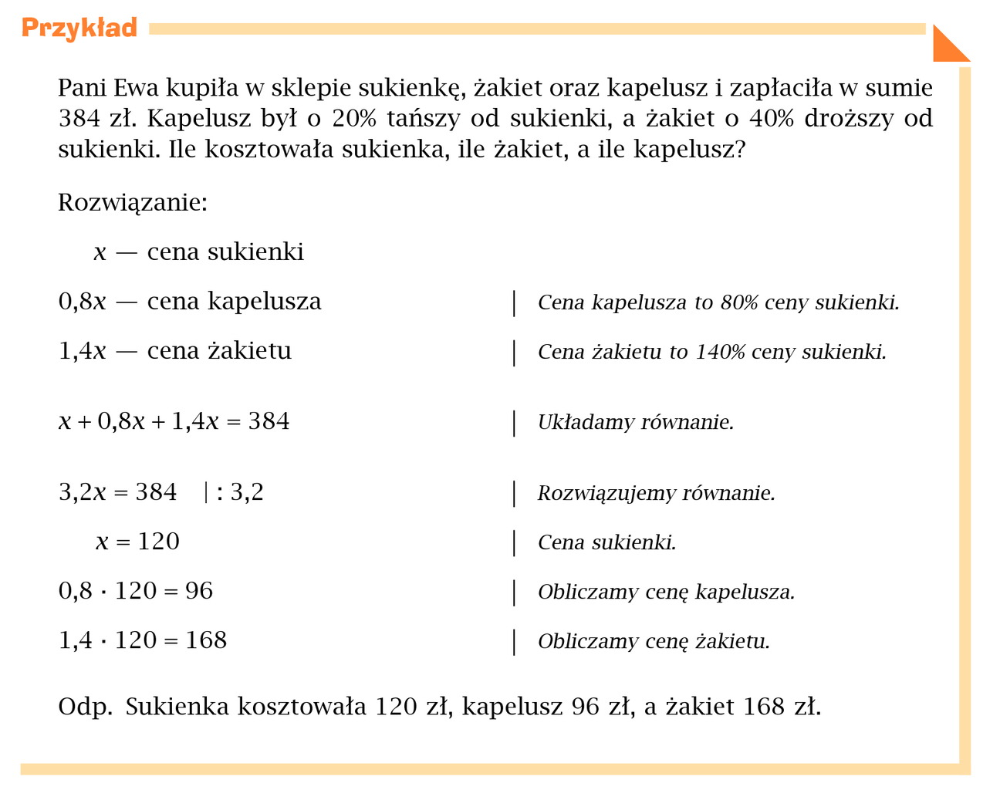 Przykład
Pani Ewa kupiła w sklepie sukienkę, żakiet oraz kapelusz i zapłaciła w sumie
384 zł. Kapelusz był o 20% tańszy od sukienki, a żakiet o 40% droższy od
sukienki. Ile kosztowała sukienka, ile żakiet, a ile kapelusz?
Rozwiązanie:
x — cena sukienki
0,8x — cena kapelusza | Cena kapelusza to 80% ceny sukienki.
1,4x — cena żakietu | Cena żakietu to 140% ceny sukienki.
x + 0,8x + 1,4x = 384 | Układamy równanie.
3,2x = 384 | : 3,2 | Rozwiązujemy równanie.
x = 120 | Cena sukienki.
0,8 · 120 = 96 | Obliczamy cenę kapelusza.
1,4 · 120 = 168 | Obliczamy cenę żakietu.
Odp. Sukienka kosztowała 120 zł, kapelusz 96 zł, a żakiet 168 zł.